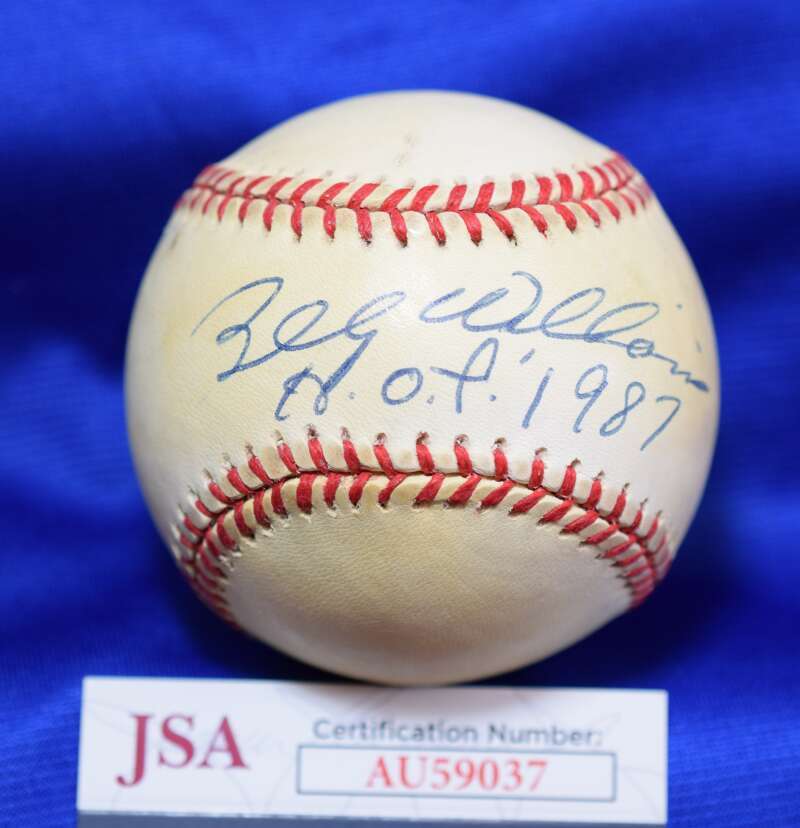 Billy Williams
H.O.F. '1987
JSA
Certification Number:
AU59037